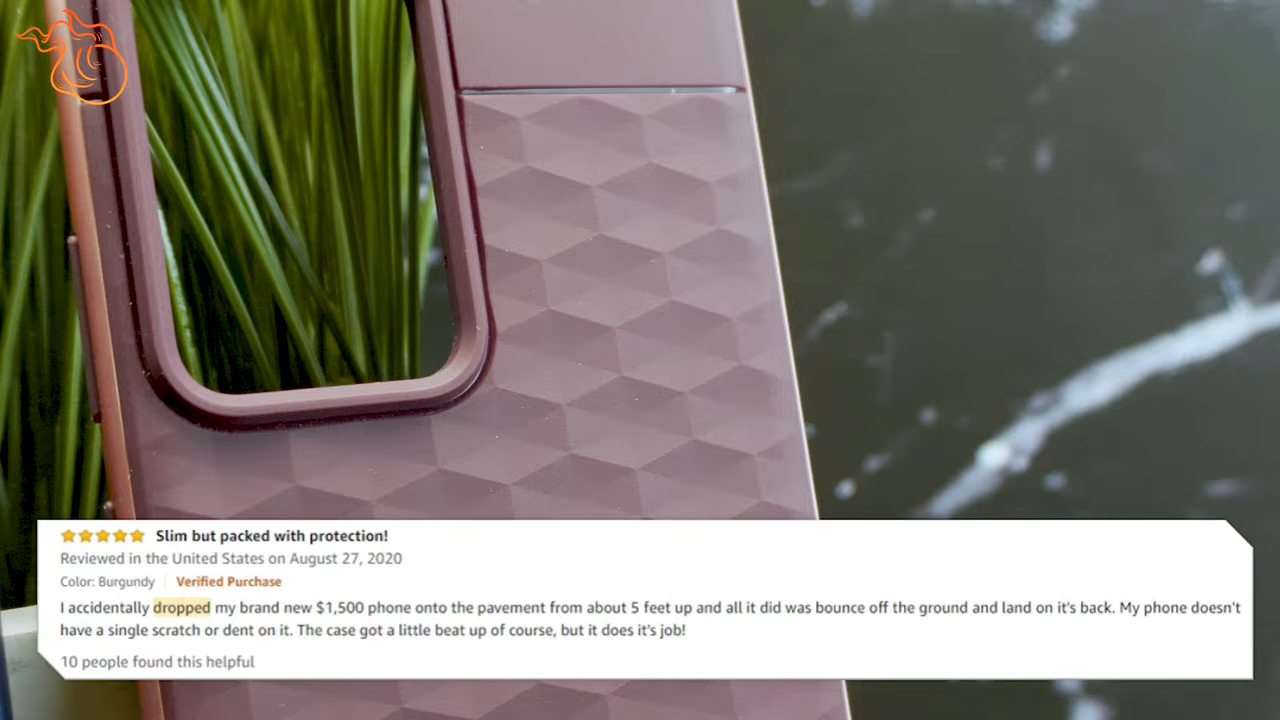 Slim but packed with protection!
Reviewed in the United States on August 27, 2020
Color: Burgundy Verified Purchase
I accidentally dropped my brand new $1,500 phone onto the pavement from about 5 feet up and all it did was bounce off the ground and land on it's back. My phone doesn't
have a single scratch or dent on it. The case got a little beat up of course, but it does it's job!
10 people found this helpful